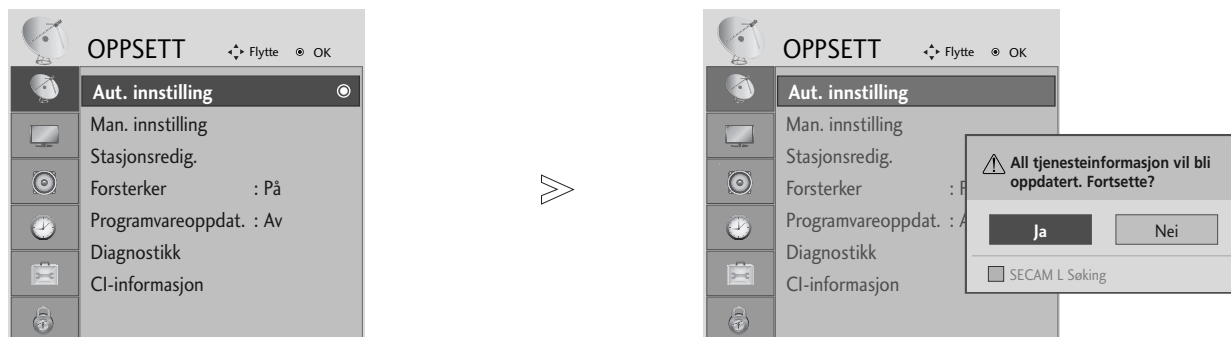 OPPSETT Flytte OK
Aut. innstilling
Man. innstilling
Stasjonsredig.
Forsterker : På
Programvareoppdat. : Av
Diagnostikk
CI-informasjon
OPPSETT Flytte OK
Aut. innstilling
Man. innstilling
Stasjonsredig.
Forsterker :
Programvareoppdat. :
Diagnostikk
CI-informasjon
All tjenesteinformasjon vil bli
oppdatert. Fortsette?
Ja Nei
SECAM L Søking